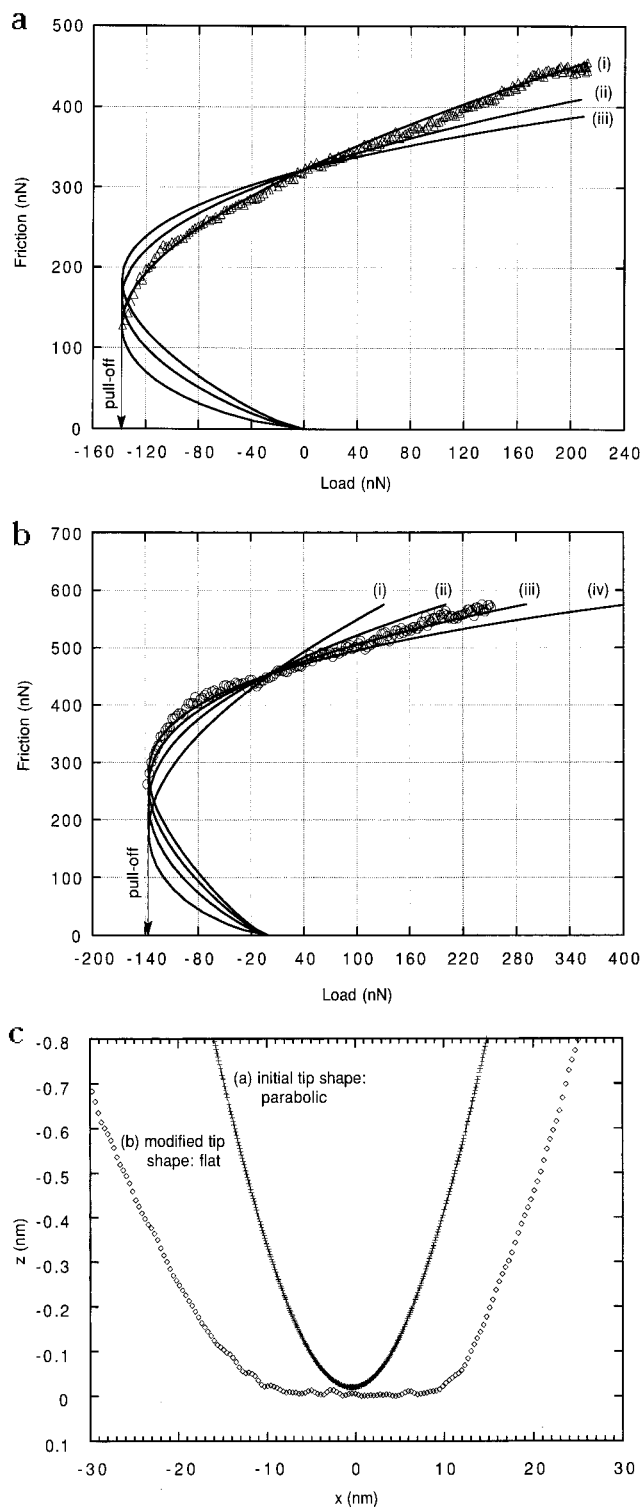 a
500
400
300
200
100
0
Friction (nN)
(i)
(ii)
(iii)
pull-off
-160 -120 -80 -40 0 40 80 120 160 200 240
Load (nN)
b
700
600
500
400
300
200
100
0
Friction (nN)
(i) (ii) (iii) (iv)
pull-off
-200 -140 -80 -20 40 100 160 220 280 340 400
Load (nN)
c
-0.8
-0.7
-0.6
-0.5
-0.4
-0.3
-0.2
-0.1
0
0.1
z (nm)
(a) initial tip shape:
parabolic
(b) modified tip
shape: flat
-30 -20 -10 0 10 20 30
x (nm)